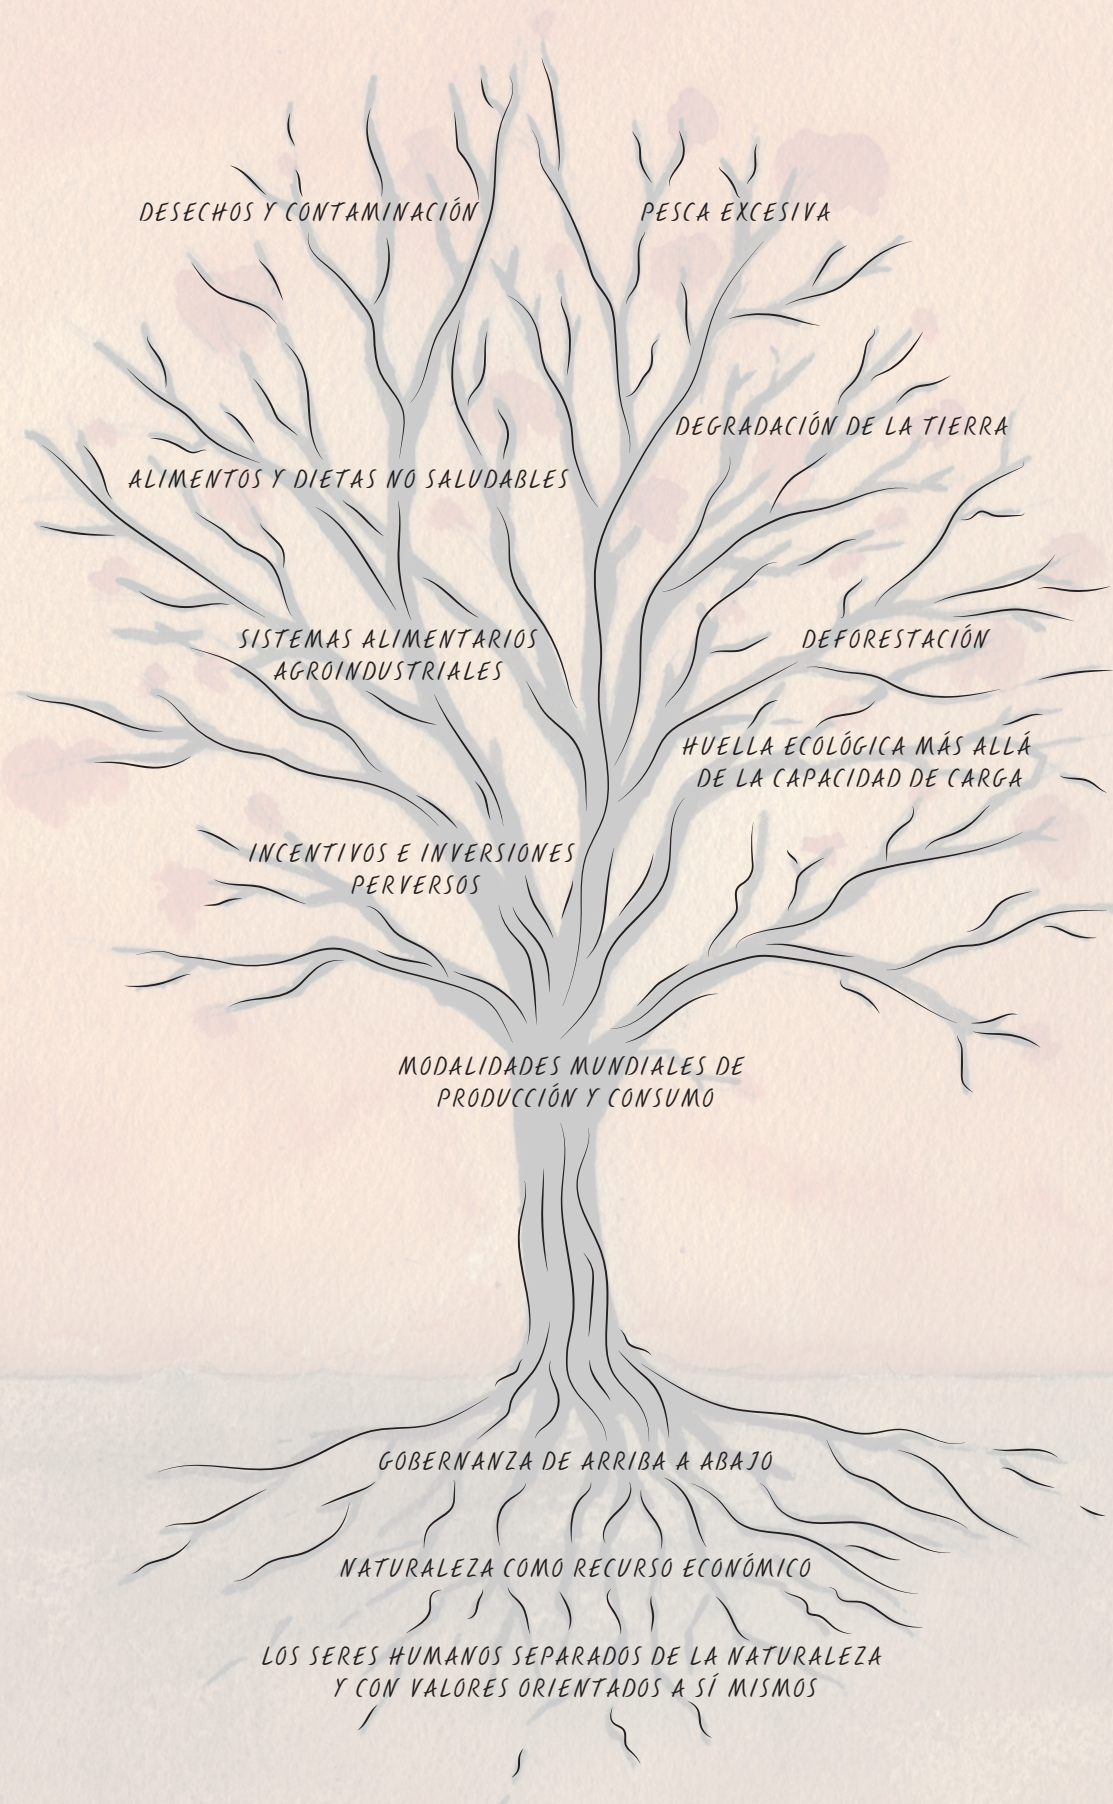 DESECHOS Y CONTAMINACIÓN
PESCA EXCESIVA
DEGRADACIÓN DE LA TIERRA
ALIMENTOS Y DIETAS NO SALUDABLES
SISTEMAS ALIMENTARIOS
AGROINDUSTRIALES
DEFORESTACIÓN
HUELLA ECOLÓGICA MÁS ALLÁ
DE LA CAPACIDAD DE CARGA
INCENTIVOS E INVERSIONES
PERVERSOS
MODALIDADES MUNDIALES DE
PRODUCCIÓN Y CONSUMO
GOBERNANZA DE ARRIBA A ABAJO
NATURALEZA COMO RECURSO ECONÓMICO
LOS SERES HUMANOS SEPARADOS DE LA NATURALEZA
Y CON VALORES ORIENTADOS A SÍ MISMOS